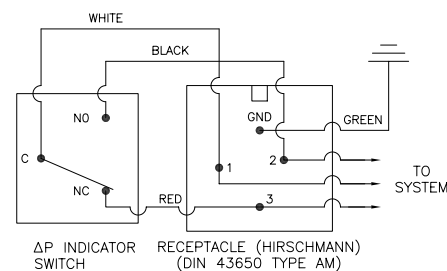 WHITE
BLACK
NO
GND
GREEN
C
1
2
NC
RED
3
TO
SYSTEM
ΔP INDICATOR
SWITCH
RECEPTACLE (HIRSCHMANN)
(DIN 43650 TYPE AM)